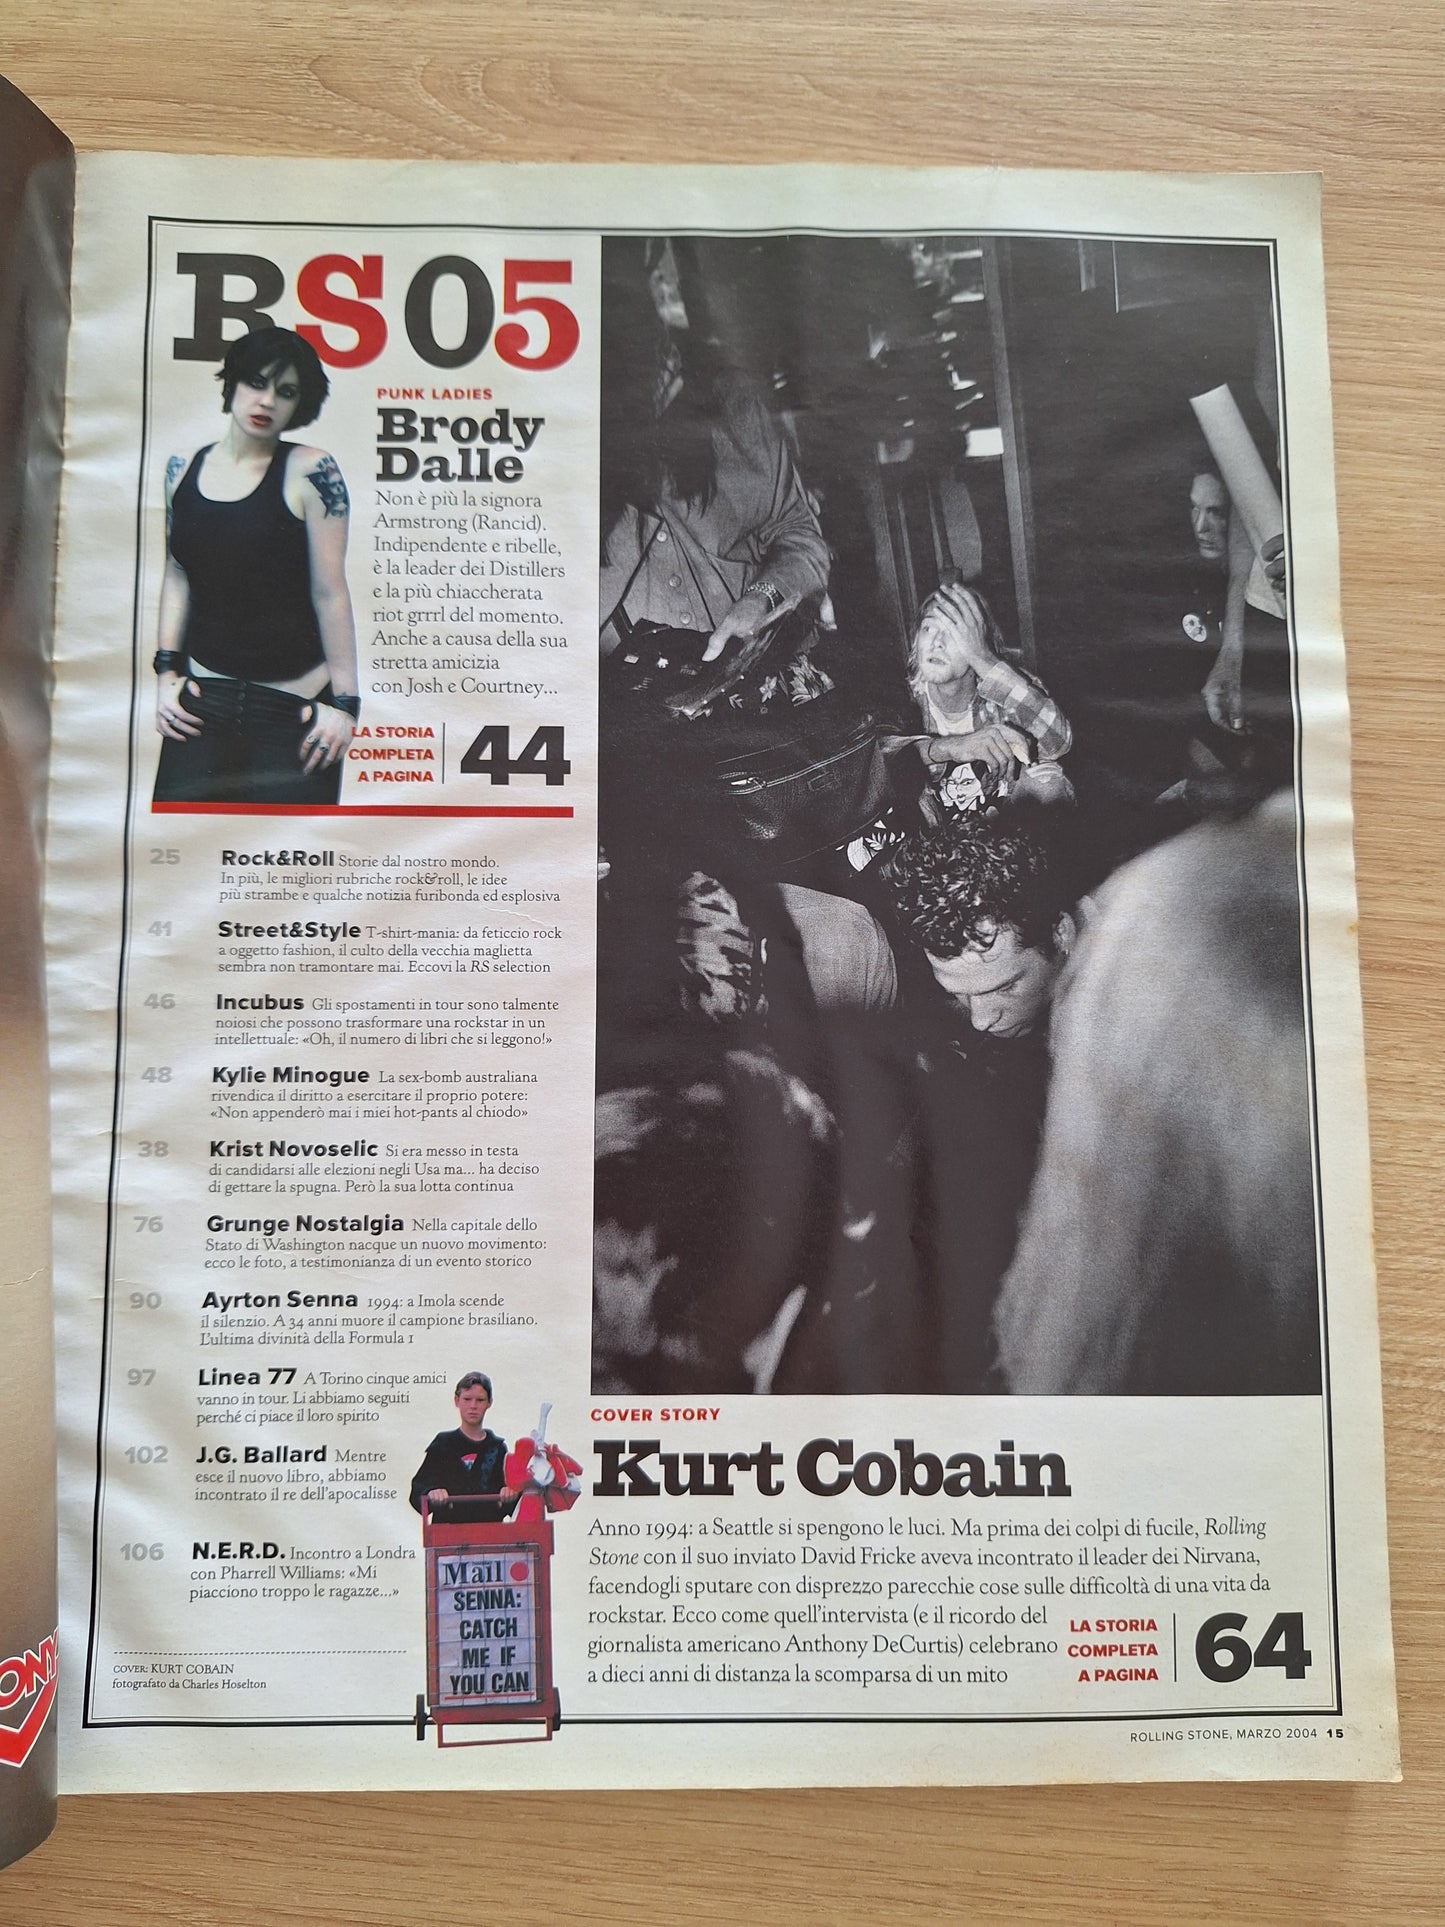 RS05
PUNK LADIES
Brody
Dalle
Non è più la signora
Armstrong (Rancid).
Indipendente e ribelle,
è la leader dei Distillers
e la più chiaccherata
riot grrrl del momento.
Anche a causa della sua
stretta amicizia
con Josh e Courtney...
LA STORIA
COMPLETA
A PAGINA
44
25 Rock&Roll Storie dal nostro mondo.
In più, le migliori rubriche rock&roll, le idee
più strambe e qualche notizia furibonda ed esplosiva
41 Street&Style T-shirt-mania: da feticcio rock
a oggetto fashion, il culto della vecchia maglietta
sembra non tramontare mai. Eccovi la RS selection
46 Incubus Gli spostamenti in tour sono talmente
noiosi che possono trasformare una rockstar in un
intellettuale: «Oh, il numero di libri che si leggono!»
48 Kylie Minogue La sex-bomb australiana
rivendica il diritto a esercitare il proprio potere:
«Non appenderò mai i miei hot-pants al chiodo»
38 Krist Novoselic Si era messo in testa
di candidarsi alle elezioni negli Usa ma... ha deciso
di gettare la spugna. Però la sua lotta continua
76 Grunge Nostalgia Nella capitale dello
Stato di Washington nacque un nuovo movimento:
ecco le foto, a testimonianza di un evento storico
90 Ayrton Senna 1994: a Imola scende
il silenzio. A 34 anni muore il campione brasiliano.
L'ultima divinità della Formula 1
97 Linea 77 A Torino cinque amici
vanno in tour. Li abbiamo seguiti
perché ci piace il loro spirito
102 J.G. Ballard Mentre
esce il nuovo libro, abbiamo
incontrato il re dell'apocalisse
106 N.E.R.D. Incontro a Londra
con Pharrell Williams: «Mi
piacciono troppo le ragazze...»
COVER: KURT COBAIN
fotografato da Charles Hoselton
Mail
SENNA:
CATCH
ME IF
YOU CAN
COVER STORY
Kurt Cobain
Anno 1994: a Seattle si spengono le luci. Ma prima dei colpi di fucile, Rolling
Stone con il suo inviato David Fricke aveva incontrato il leader dei Nirvana,
facendogli sputare con disprezzo parecchie cose sulle difficoltà di una vita da
rockstar. Ecco come quell'intervista (e il ricordo del
giornalista americano Anthony DeCurtis) celebrano
a dieci anni di distanza la scomparsa di un mito
LA STORIA
COMPLETA
A PAGINA
64
ROLLING STONE, MARZO 2004 15